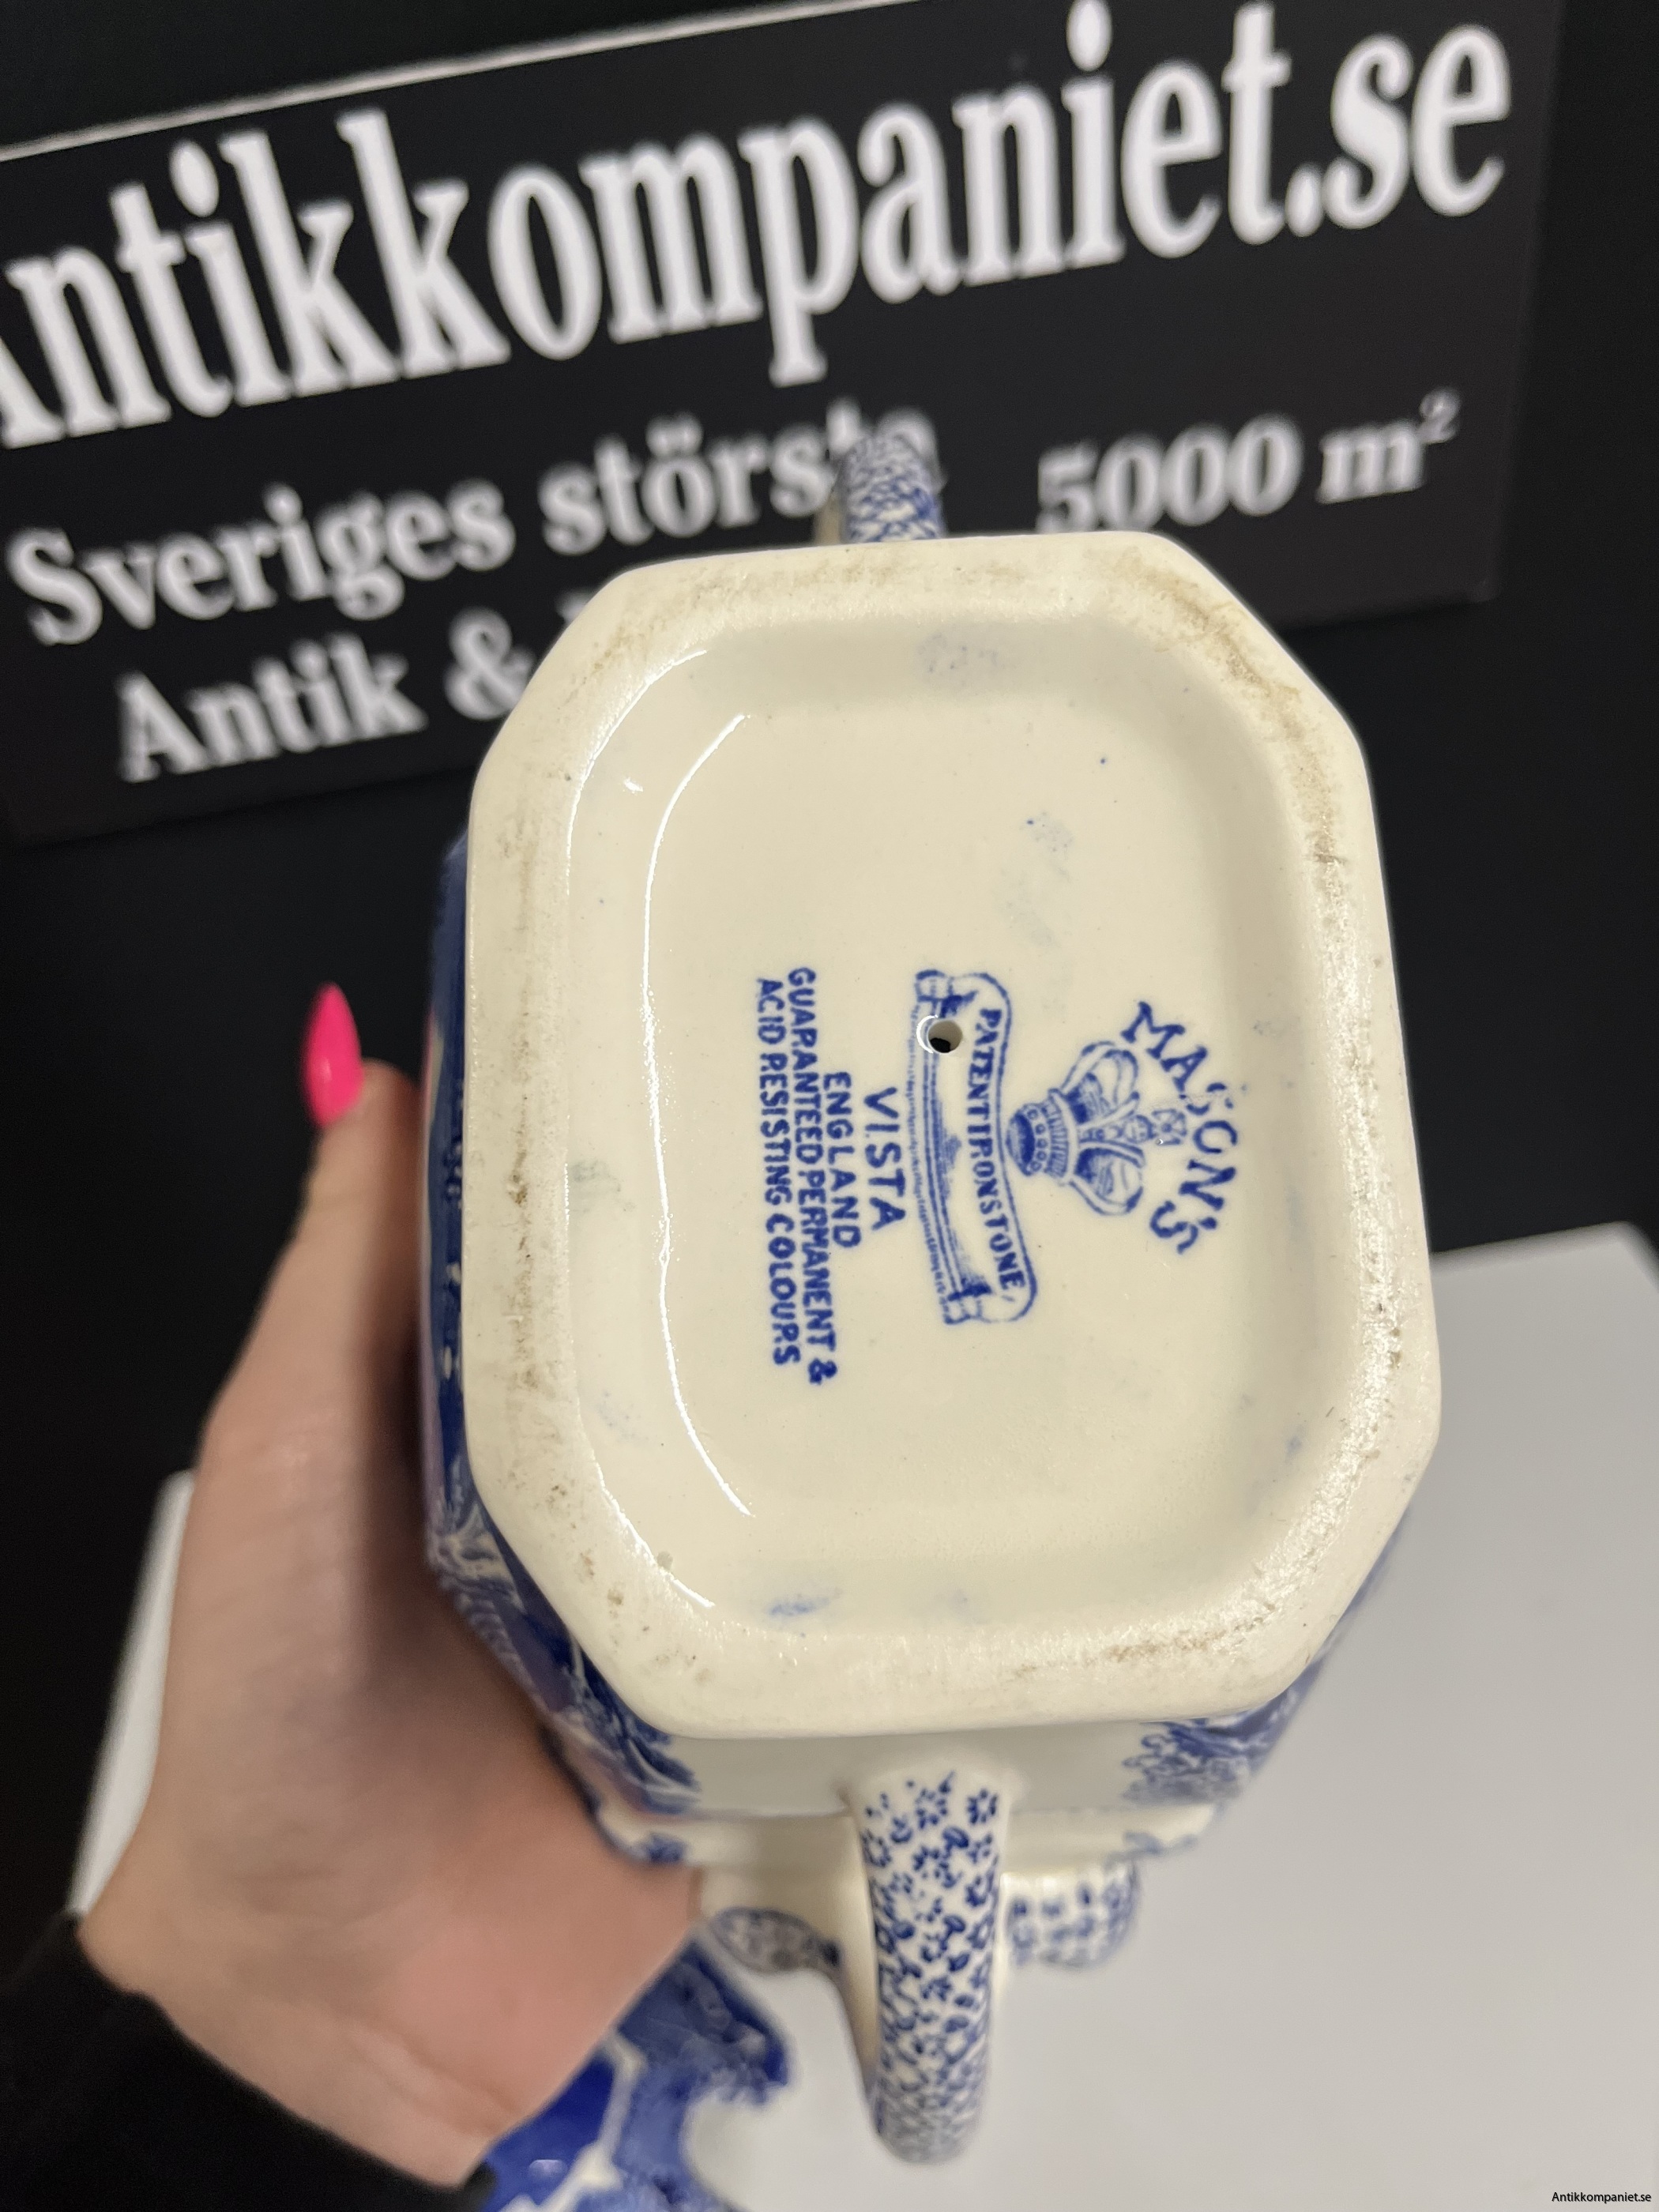 Antikkompaniet.se
Sveriges största 5000 m²
Antik &
MASON'S
PATENT IRONSTONE
VISTA
ENGLAND
GUARANTEED PERMANENT &
ACID RESISTING COLOURS
Antikkompaniet.se